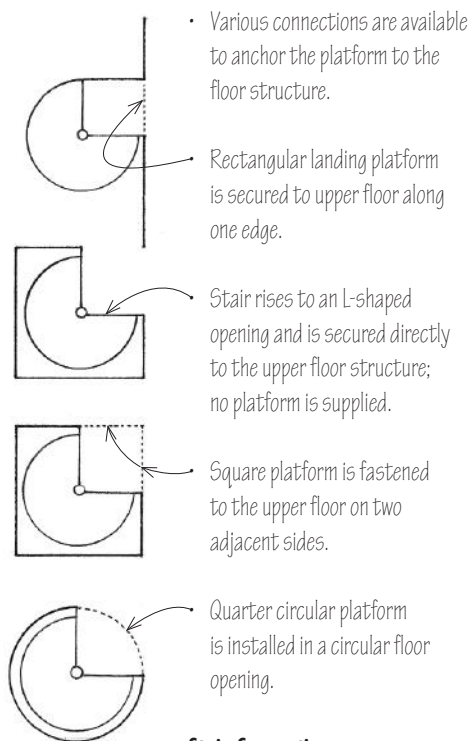 • Various connections are available
to anchor the platform to the
floor structure.
• Rectangular landing platform
is secured to upper floor along
one edge.
• Stair rises to an L-shaped
opening and is secured directly
to the upper floor structure;
no platform is supplied.
• Square platform is fastened
to the upper floor on two
adjacent sides.
• Quarter circular platform
is installed in a circular floor
opening.